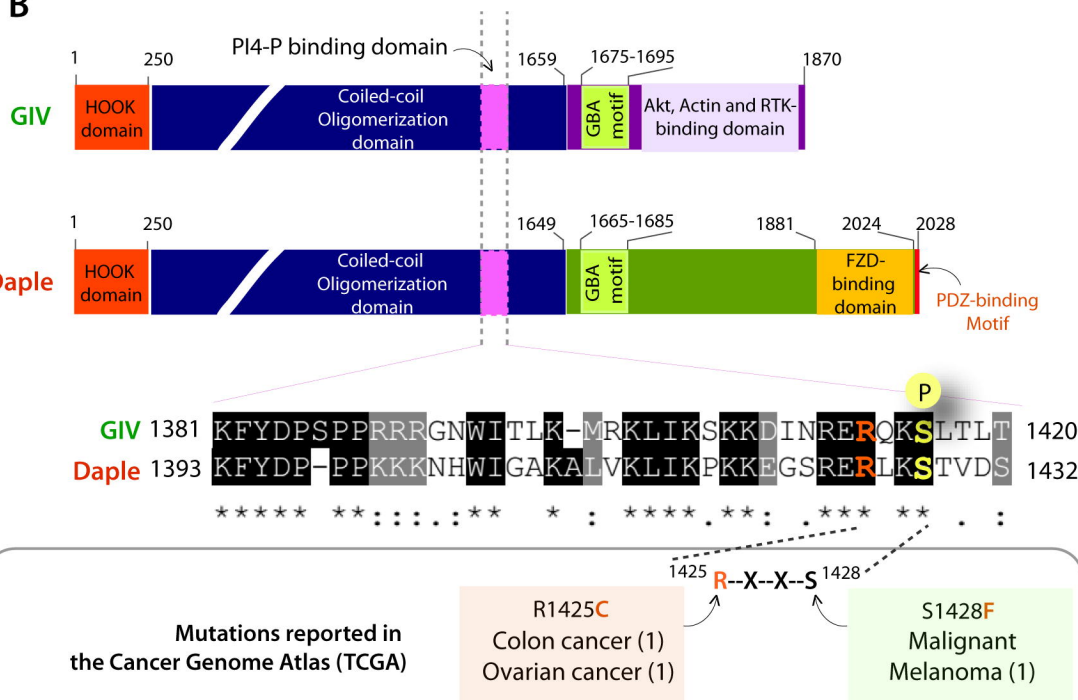 B
PI4-P binding domain
1 250 1659 1675-1695 1870
GIV
HOOK
domain
Coiled-coil
Oligomerization
domain
GBA
motif
Akt, Actin and RTK-
binding domain
1 250 1649 1665-1685 1881 2024 2028
Daple
HOOK
domain
Coiled-coil
Oligomerization
domain
GBA
motif
FZD-
binding
domain
PDZ-binding
Motif
P
GIV 1381 KFYDPSPPRRRGNWITLK-MRKLIKSKKDINRERQKSLTLT 1420
Daple 1393 KFYDP-PPKKKNHWIGAKALVKLIKPKKEGSRERLKSTVDS 1432
***** **:::.:** * : ****.**: .*** ** . :
1425 R--X--X--S 1428
Mutations reported in
the Cancer Genome Atlas (TCGA)
R1425C
Colon cancer (1)
Ovarian cancer (1)
S1428F
Malignant
Melanoma (1)